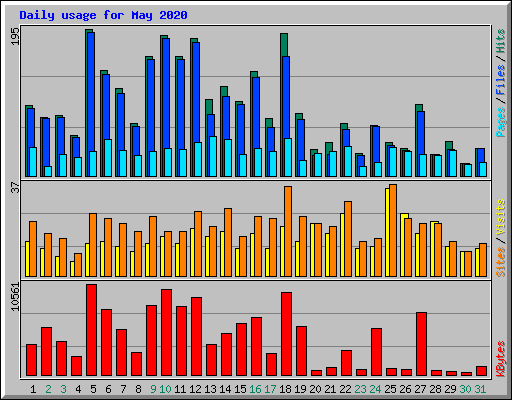 Daily usage for May 2020
195
Pages / Files / Hits
37
Sites / Visits
10561
KBytes
1 2 3 4 5 6 7 8 9 10 11 12 13 14 15 16 17 18 19 20 21 22 23 24 25 26 27 28 29 30 31